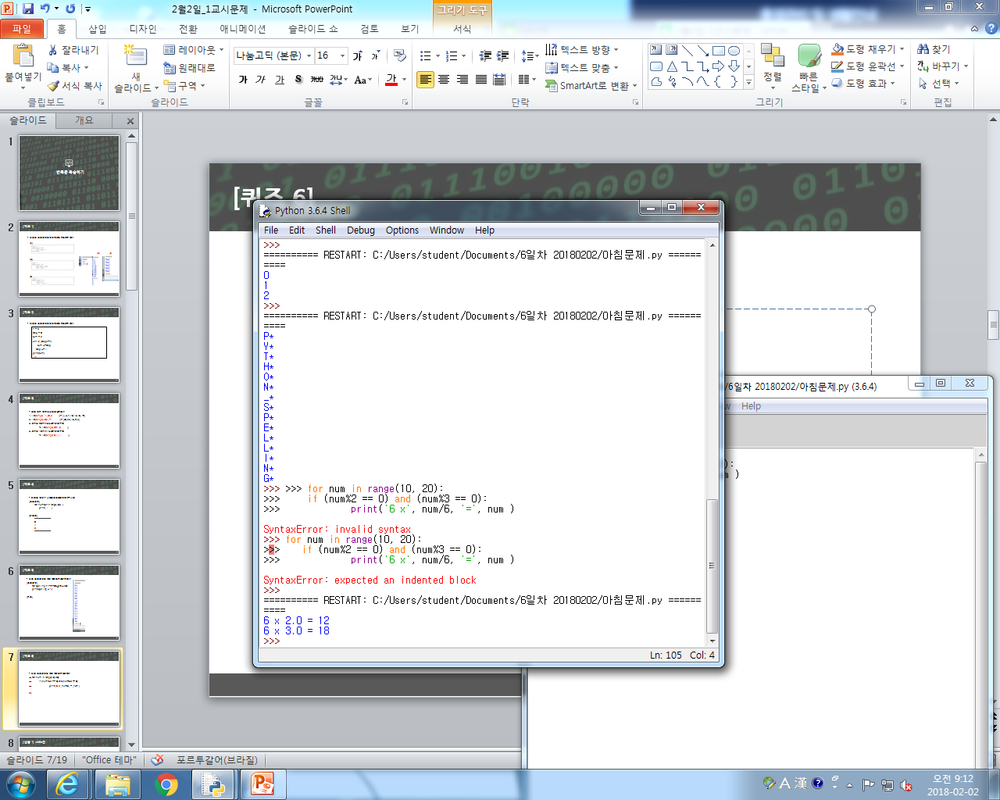 2월2일_1교시문제 - Microsoft PowerPoint
그리기 도구
파일 홈 삽입 디자인 전환 애니메이션 슬라이드 쇼 검토 보기 서식
붙여넣기
잘라내기
복사
서식 복사
클립보드
새 슬라이드
레이아웃
원래대로
구역
슬라이드
나눔고딕 (본문) 16
가 가 가 S 가나 Aa 가
글꼴
텍스트 방향
텍스트 맞춤
SmartArt로 변환
단락
정렬
빠른 스타일
도형 채우기
도형 윤곽선
도형 효과
그리기
찾기
바꾸기
선택
편집
슬라이드 개요
1
반복문 복습하기
2
3
4
5
6
7
8
[퀴즈 6]
Python 3.6.4 Shell
File Edit Shell Debug Options Window Help
>>>
========== RESTART: C:/Users/student/Documents/6일차 20180202/아침문제.py ======
====
0
1
2
>>>
========== RESTART: C:/Users/student/Documents/6일차 20180202/아침문제.py ======
====
P*
Y*
T*
H*
O*
N*
_*
S*
P*
E*
L*
L*
I*
N*
G*
>>> >>> for num in range(10, 20):
>>>     if (num%2 == 0) and (num%3 == 0):
>>>            print('6 x', num/6, '=', num )
SyntaxError: invalid syntax
>>> for num in range(10, 20):
>>>    if (num%2 == 0) and (num%3 == 0):
>>>            print('6 x', num/6, '=', num )
SyntaxError: expected an indented block
>>>
========== RESTART: C:/Users/student/Documents/6일차 20180202/아침문제.py ======
====
6 x 2.0 = 12
6 x 3.0 = 18
>>>
Ln: 105 Col: 4
/6일차 20180202/아침문제.py (3.6.4)
w Help
):
m )
슬라이드 7/19 "Office 테마" 포르투갈어(브라질)
A 漢
오전 9:12
2018-02-02